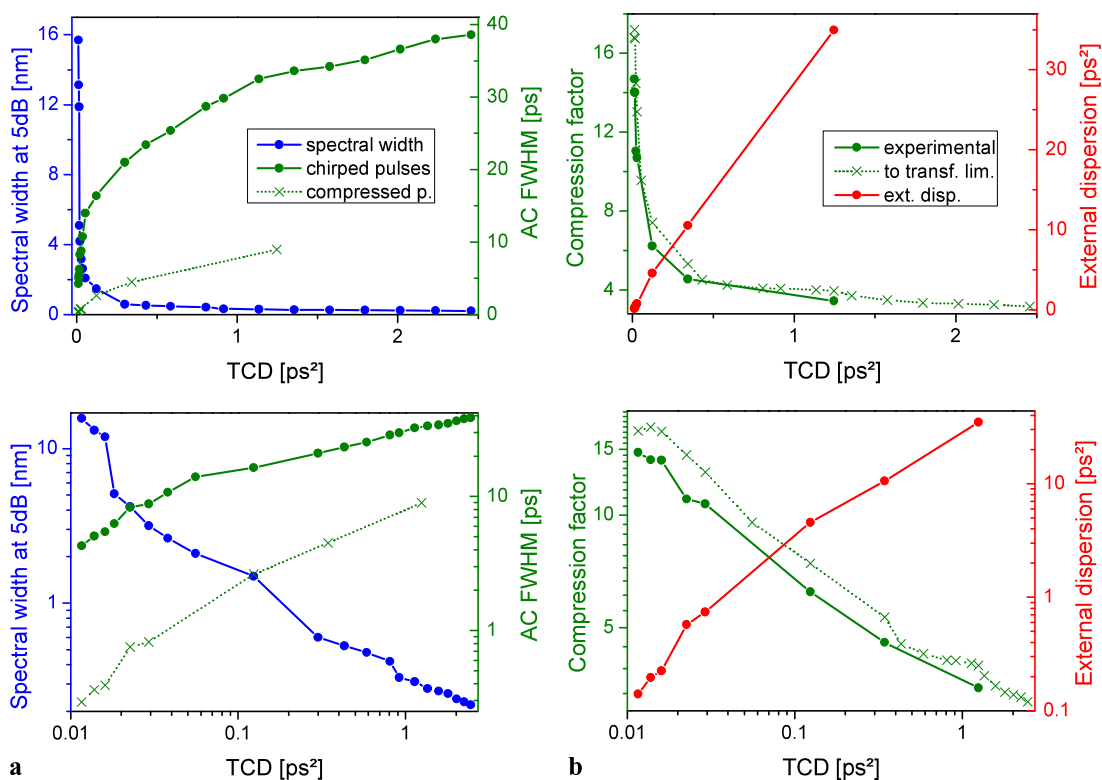 Spectral width at 5dB [nm]
16
12
8
4
0
40
30
20
10
0
AC FWHM [ps]
spectral width
chirped pulses
compressed p.
0 1 2
TCD [ps²]
Compression factor
16
12
8
4
30
20
10
0
External dispersion [ps²]
experimental
to transf. lim.
ext. disp.
0 1 2
TCD [ps²]
Spectral width at 5dB [nm]
10
1
10
1
AC FWHM [ps]
0.01 0.1 1
TCD [ps²]
a
Compression factor
15
10
5
10
1
0.1
External dispersion [ps²]
0.01 0.1 1
TCD [ps²]
b